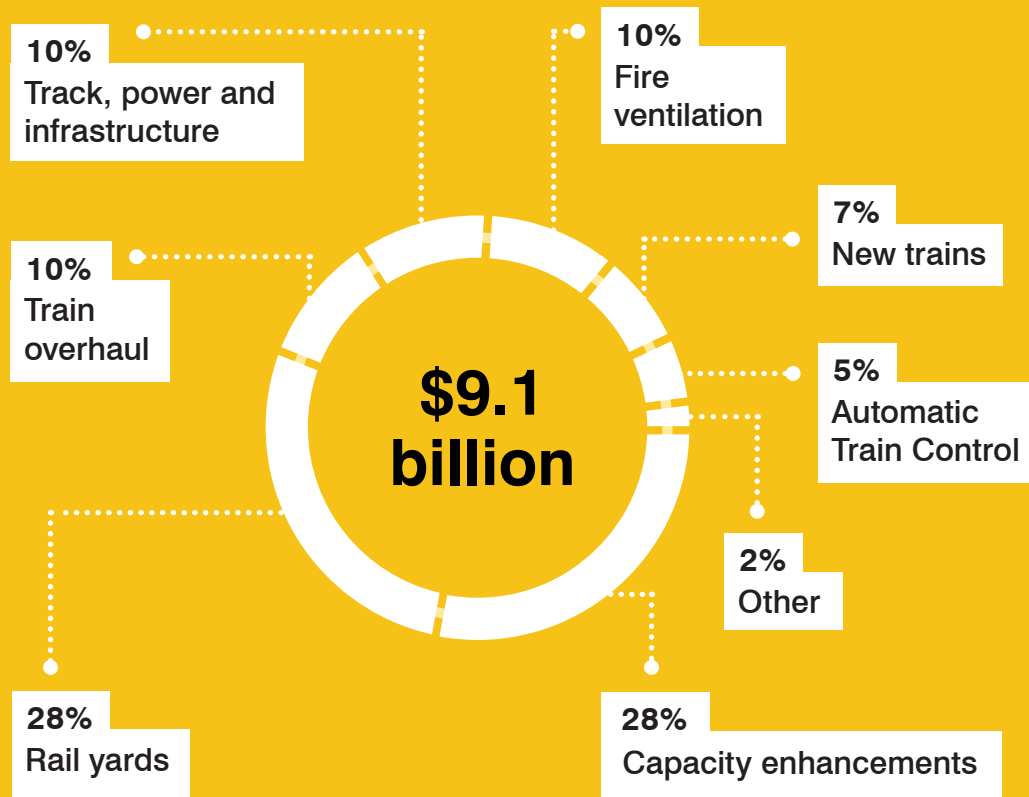 10%
Track, power and
infrastructure
10%
Fire
ventilation
7%
New trains
10%
Train
overhaul
5%
Automatic
Train Control
$9.1
billion
2%
Other
28%
Rail yards
28%
Capacity enhancements